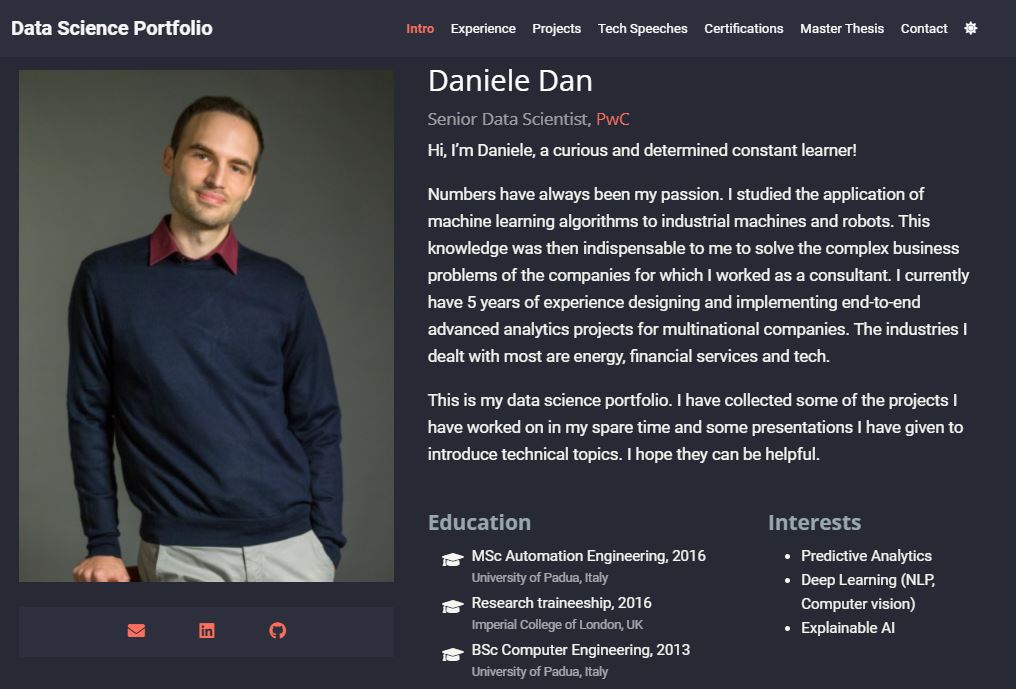 Data Science Portfolio
Intro Experience Projects Tech Speeches Certifications Master Thesis Contact
Daniele Dan
Senior Data Scientist, PwC
Hi, I’m Daniele, a curious and determined constant learner!
Numbers have always been my passion. I studied the application of
machine learning algorithms to industrial machines and robots. This
knowledge was then indispensable to me to solve the complex business
problems of the companies for which I worked as a consultant. I currently
have 5 years of experience designing and implementing end-to-end
advanced analytics projects for multinational companies. The industries I
dealt with most are energy, financial services and tech.
This is my data science portfolio. I have collected some of the projects I
have worked on in my spare time and some presentations I have given to
introduce technical topics. I hope they can be helpful.
Education
MSc Automation Engineering, 2016
University of Padua, Italy
Research traineeship, 2016
Imperial College of London, UK
BSc Computer Engineering, 2013
University of Padua, Italy
Interests
Predictive Analytics
Deep Learning (NLP,
Computer vision)
Explainable AI